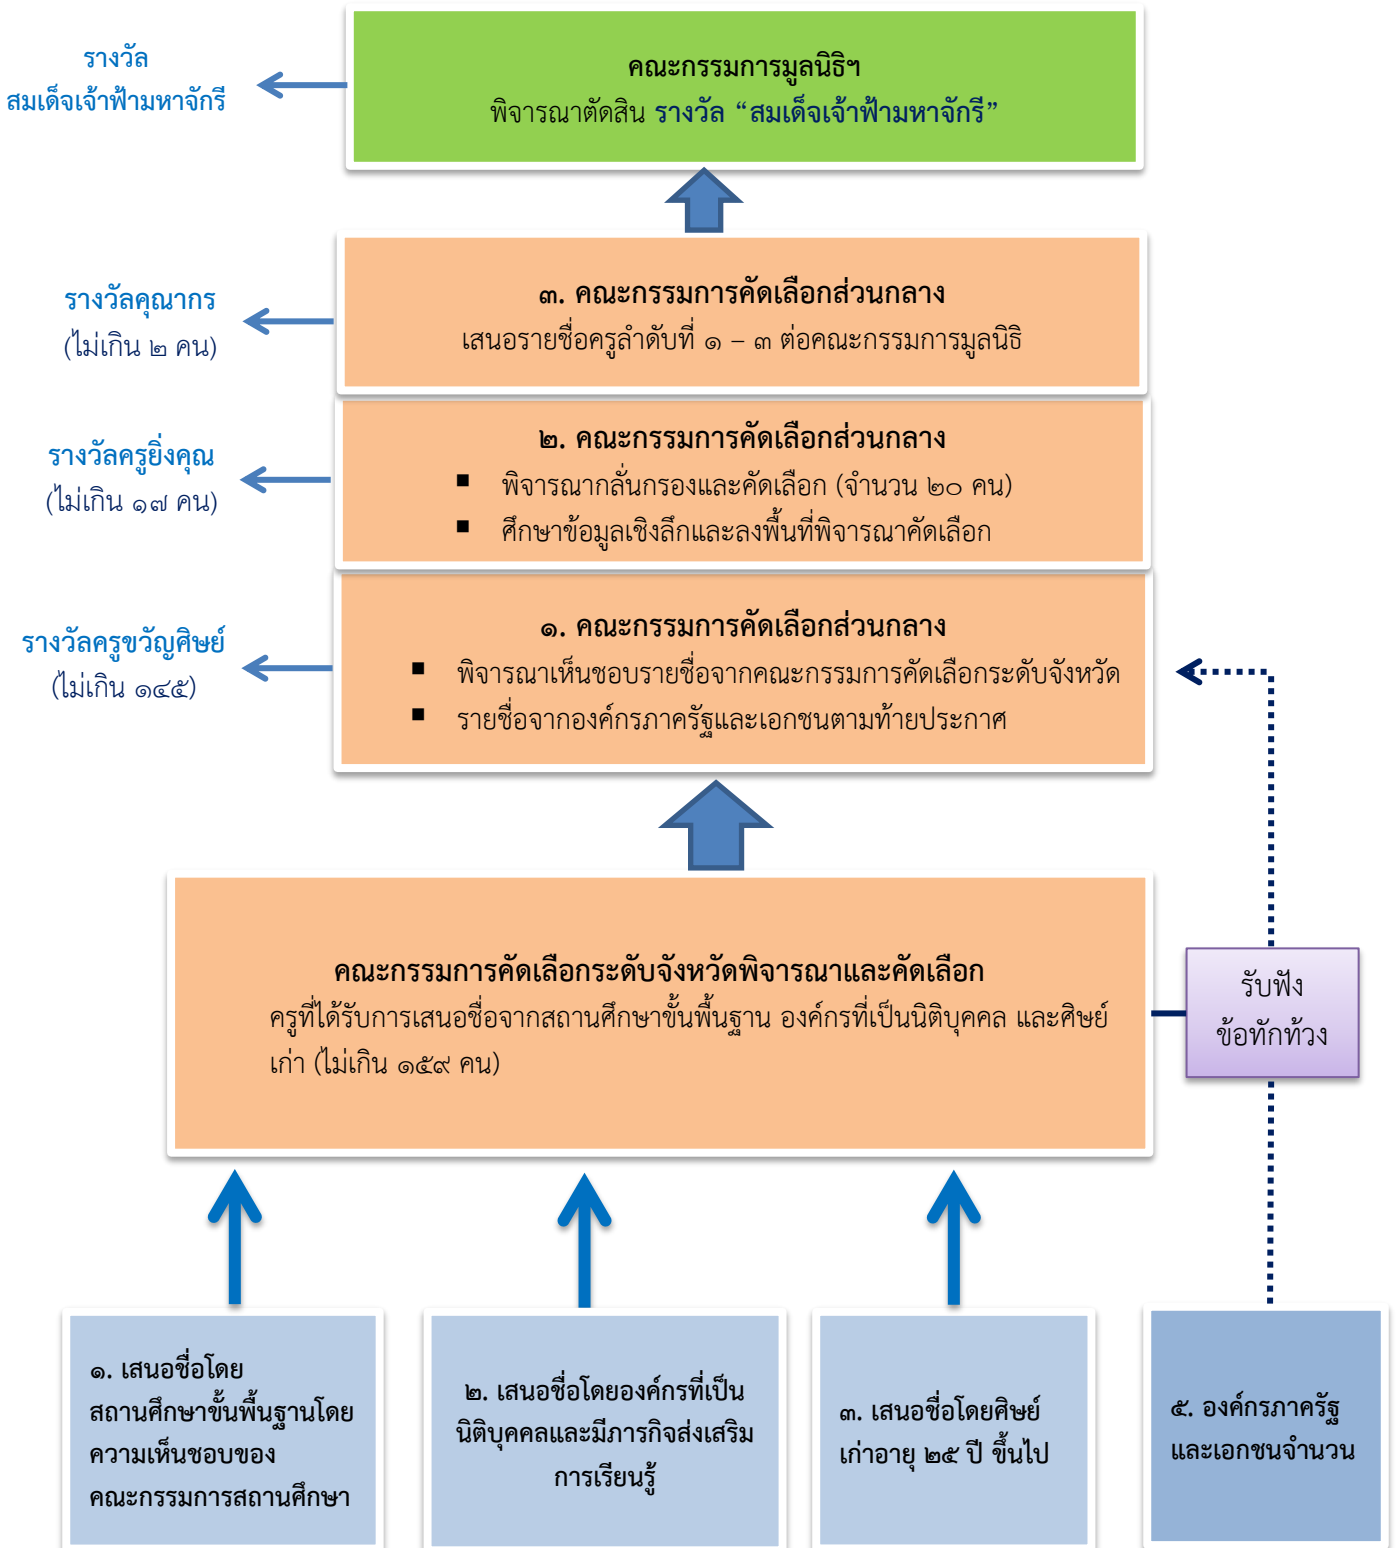 รางวัล
สมเด็จเจ้าฟ้ามหาจักรี
คณะกรรมการมูลนิธิฯ
พิจารณาตัดสิน รางวัล “สมเด็จเจ้าฟ้ามหาจักรี”
รางวัลคุณากร
(ไม่เกิน ๒ คน)
๓. คณะกรรมการคัดเลือกส่วนกลาง
เสนอรายชื่อครูลำดับที่ ๑ – ๓ ต่อคณะกรรมการมูลนิธิ
รางวัลครูยิ่งคุณ
(ไม่เกิน ๑๗ คน)
๒. คณะกรรมการคัดเลือกส่วนกลาง
▪ พิจารณากลั่นกรองและคัดเลือก (จำนวน ๒๐ คน)
▪ ศึกษาข้อมูลเชิงลึกและลงพื้นที่พิจารณาคัดเลือก
รางวัลครูขวัญศิษย์
(ไม่เกิน ๑๔๕)
๑. คณะกรรมการคัดเลือกส่วนกลาง
▪ พิจารณาเห็นชอบรายชื่อจากคณะกรรมการคัดเลือกระดับจังหวัด
▪ รายชื่อจากองค์กรภาครัฐและเอกชนตามท้ายประกาศ
คณะกรรมการคัดเลือกระดับจังหวัดพิจารณาและคัดเลือก
ครูที่ได้รับการเสนอชื่อจากสถานศึกษาขั้นพื้นฐาน องค์กรที่เป็นนิติบุคคล และศิษย์
เก่า (ไม่เกิน ๑๕๙ คน)
รับฟัง
ข้อทักท้วง
๑. เสนอชื่อโดย
สถานศึกษาขั้นพื้นฐานโดย
ความเห็นชอบของ
คณะกรรมการสถานศึกษา
๒. เสนอชื่อโดยองค์กรที่เป็น
นิติบุคคลและมีภารกิจส่งเสริม
การเรียนรู้
๓. เสนอชื่อโดยศิษย์
เก่าอายุ ๒๕ ปี ขึ้นไป
๕. องค์กรภาครัฐ
และเอกชนจำนวน